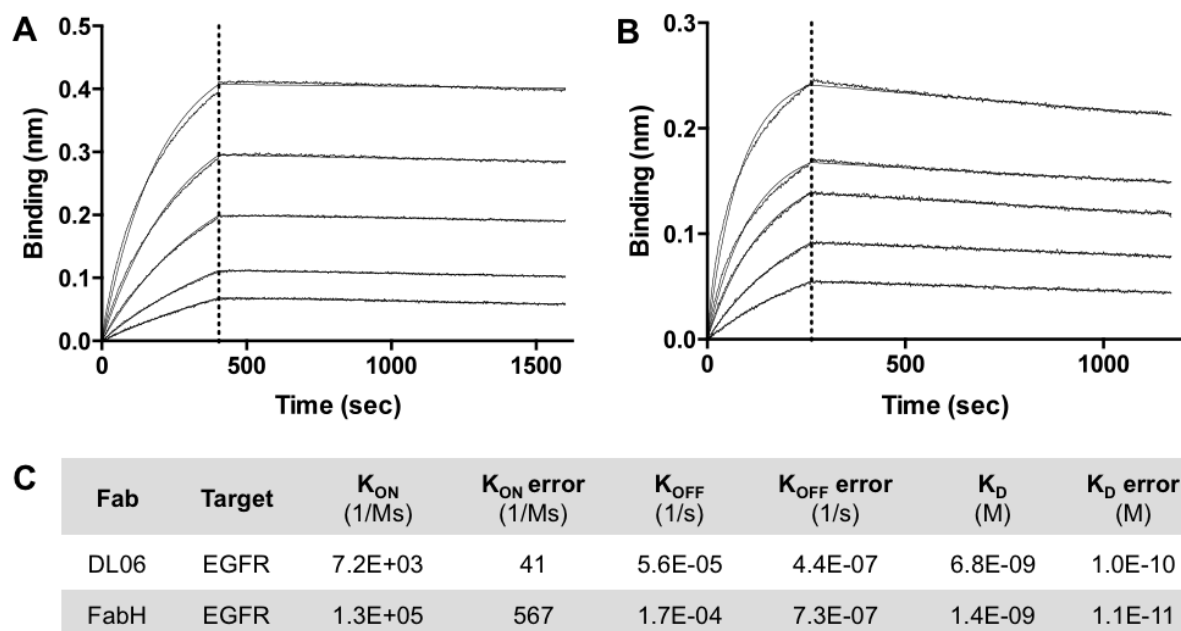 A
Binding (nm)
0.5
0.4
0.3
0.2
0.1
0.0
0 500 1000 1500
Time (sec)
B
Binding (nm)
0.3
0.2
0.1
0.0
0 500 1000
Time (sec)
C
Fab Target KON (1/Ms) KON error (1/Ms) KOFF (1/s) KOFF error (1/s) KD (M) KD error (M)
DL06 EGFR 7.2E+03 41 5.6E-05 4.4E-07 6.8E-09 1.0E-10
FabH EGFR 1.3E+05 567 1.7E-04 7.3E-07 1.4E-09 1.1E-11